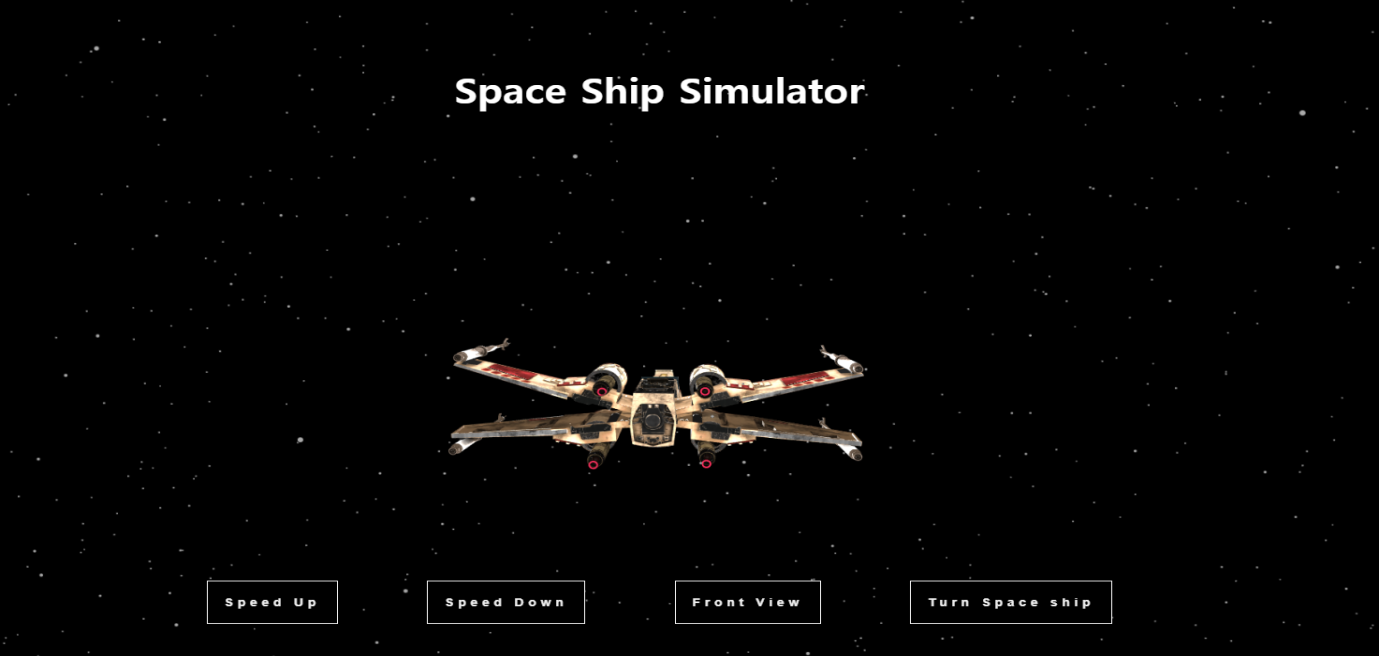 Space Ship Simulator
Speed Up
Speed Down
Front View
Turn Space ship